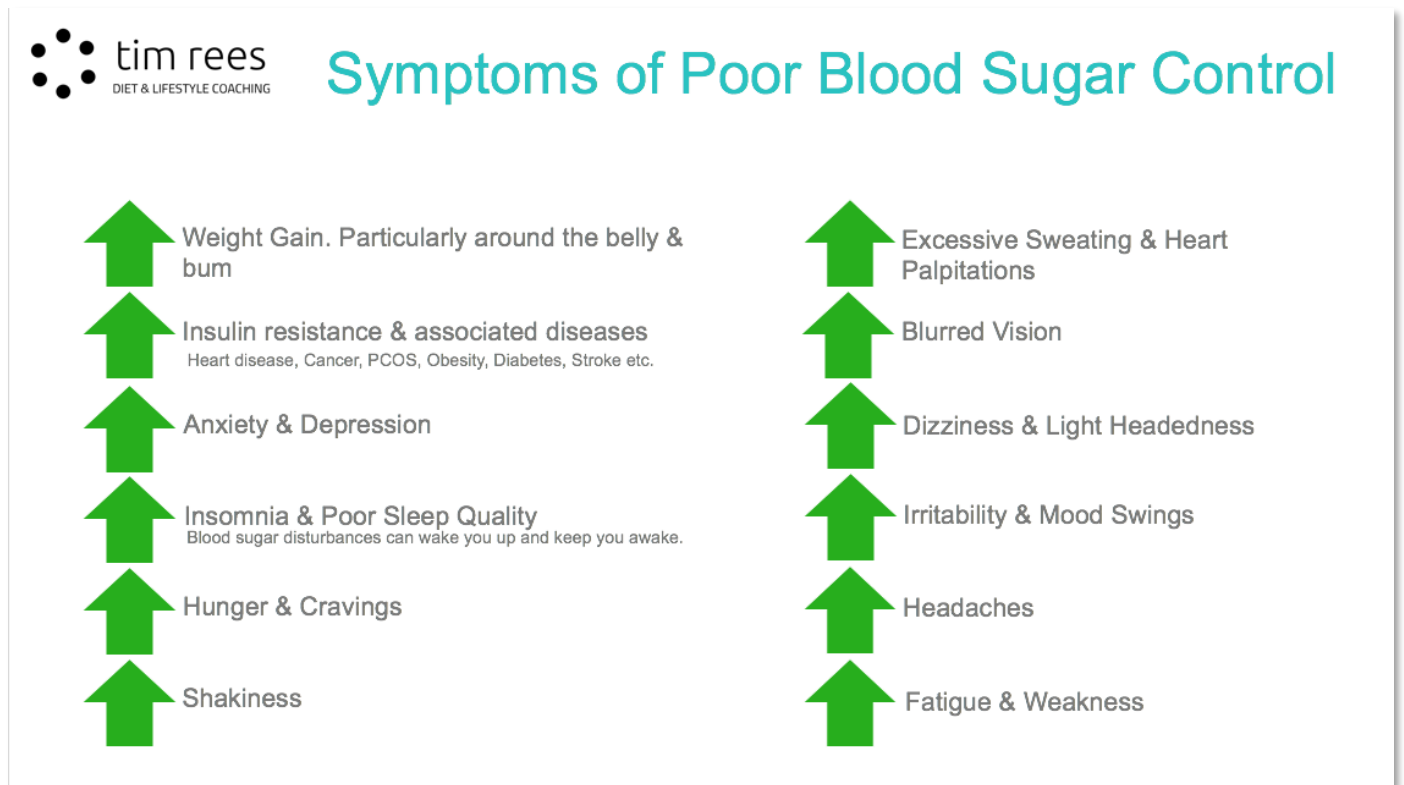 tim rees
DIET & LIFESTYLE COACHING
Symptoms of Poor Blood Sugar Control
Weight Gain. Particularly around the belly &
bum
Insulin resistance & associated diseases
Heart disease, Cancer, PCOS, Obesity, Diabetes, Stroke etc.
Anxiety & Depression
Insomnia & Poor Sleep Quality
Blood sugar disturbances can wake you up and keep you awake.
Hunger & Cravings
Shakiness
Excessive Sweating & Heart
Palpitations
Blurred Vision
Dizziness & Light Headedness
Irritability & Mood Swings
Headaches
Fatigue & Weakness